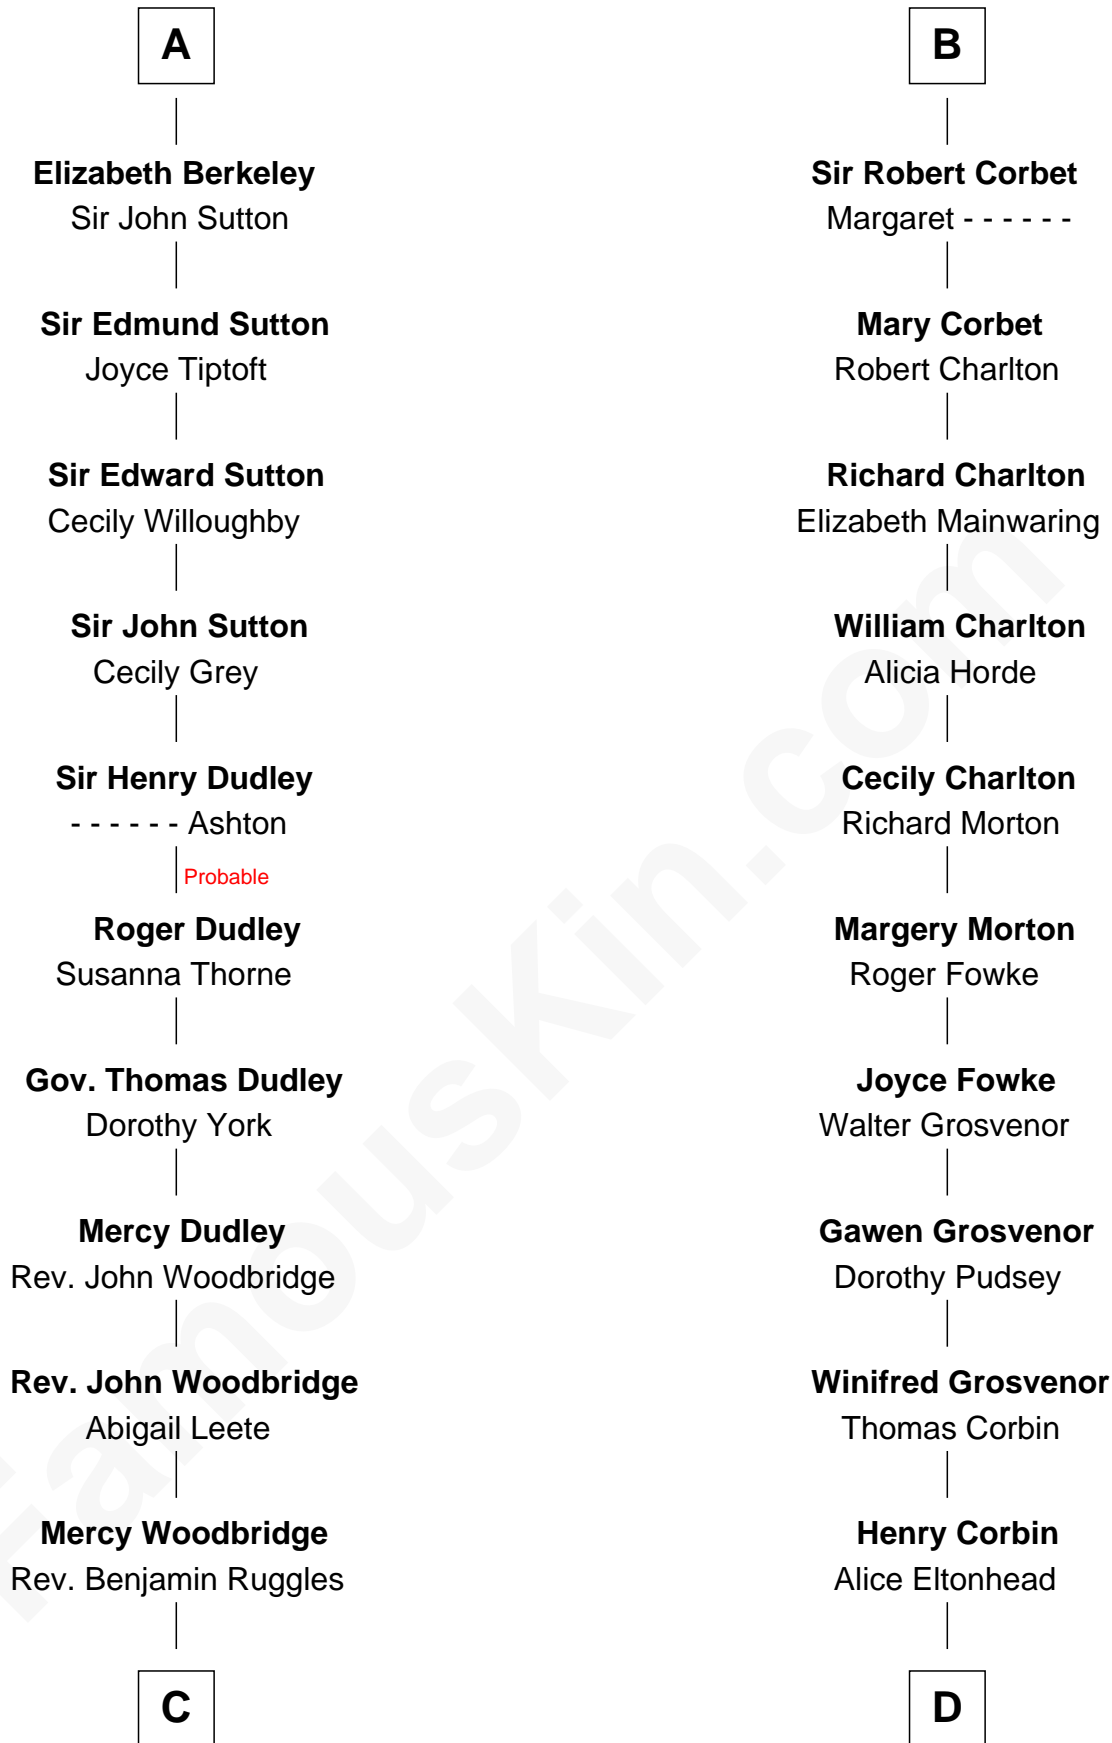 A
Elizabeth Berkeley
Sir John Sutton
Sir Edmund Sutton
Joyce Tiptoft
Sir Edward Sutton
Cecily Willoughby
Sir John Sutton
Cecily Grey
Sir Henry Dudley
- - - - - - Ashton
Probable
Roger Dudley
Susanna Thorne
Gov. Thomas Dudley
Dorothy York
Mercy Dudley
Rev. John Woodbridge
Rev. John Woodbridge
Abigail Leete
Mercy Woodbridge
Rev. Benjamin Ruggles
C
B
Sir Robert Corbet
Margaret - - - - - -
Mary Corbet
Robert Charlton
Richard Charlton
Elizabeth Mainwaring
William Charlton
Alicia Horde
Cecily Charlton
Richard Morton
Margery Morton
Roger Fowke
Joyce Fowke
Walter Grosvenor
Gawen Grosvenor
Dorothy Pudsey
Winifred Grosvenor
Thomas Corbin
Henry Corbin
Alice Eltonhead
D
FamousKin.com